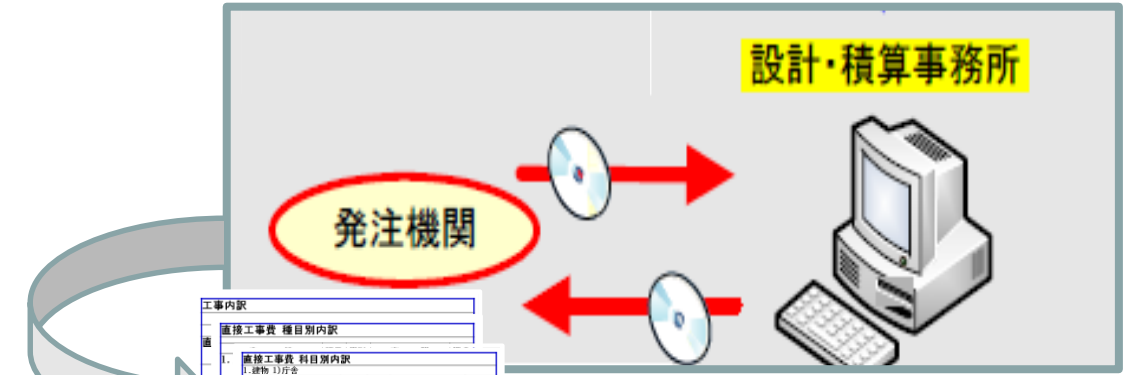 設計・積算事務所
発注機関
工事内訳
直接工事費 種目別内訳
直
1.
直接工事費 科目別内訳
1.建物 1)庁舎